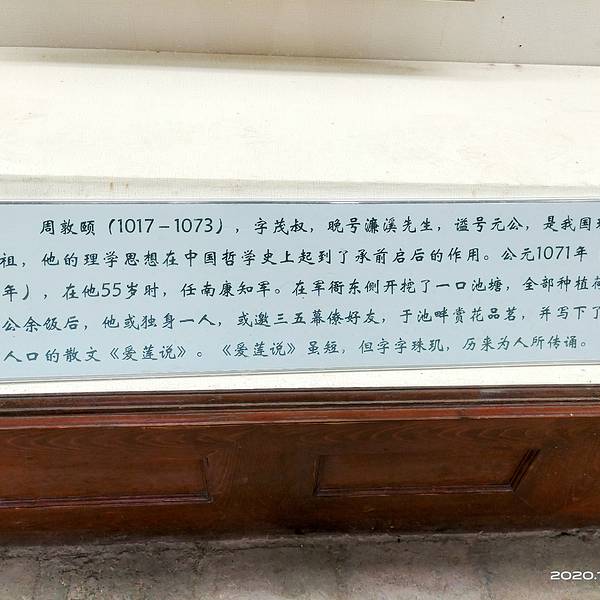 周敦颐（1017－1073），字茂叔，晚号濂溪先生，谥号元公，是我国
祖，他的理学思想在中国哲学史上起到了承前启后的作用。公元1071年
年），在他55岁时，任南康知军。在军衙东侧开挖了一口池塘，全部种植
公余饭后，他或独身一人，或邀三五幕僚好友，于池畔赏花品茗，并写下了
人口的散文《爱莲说》。《爱莲说》虽短，但字字珠玑，历来为人所传诵。
2020.